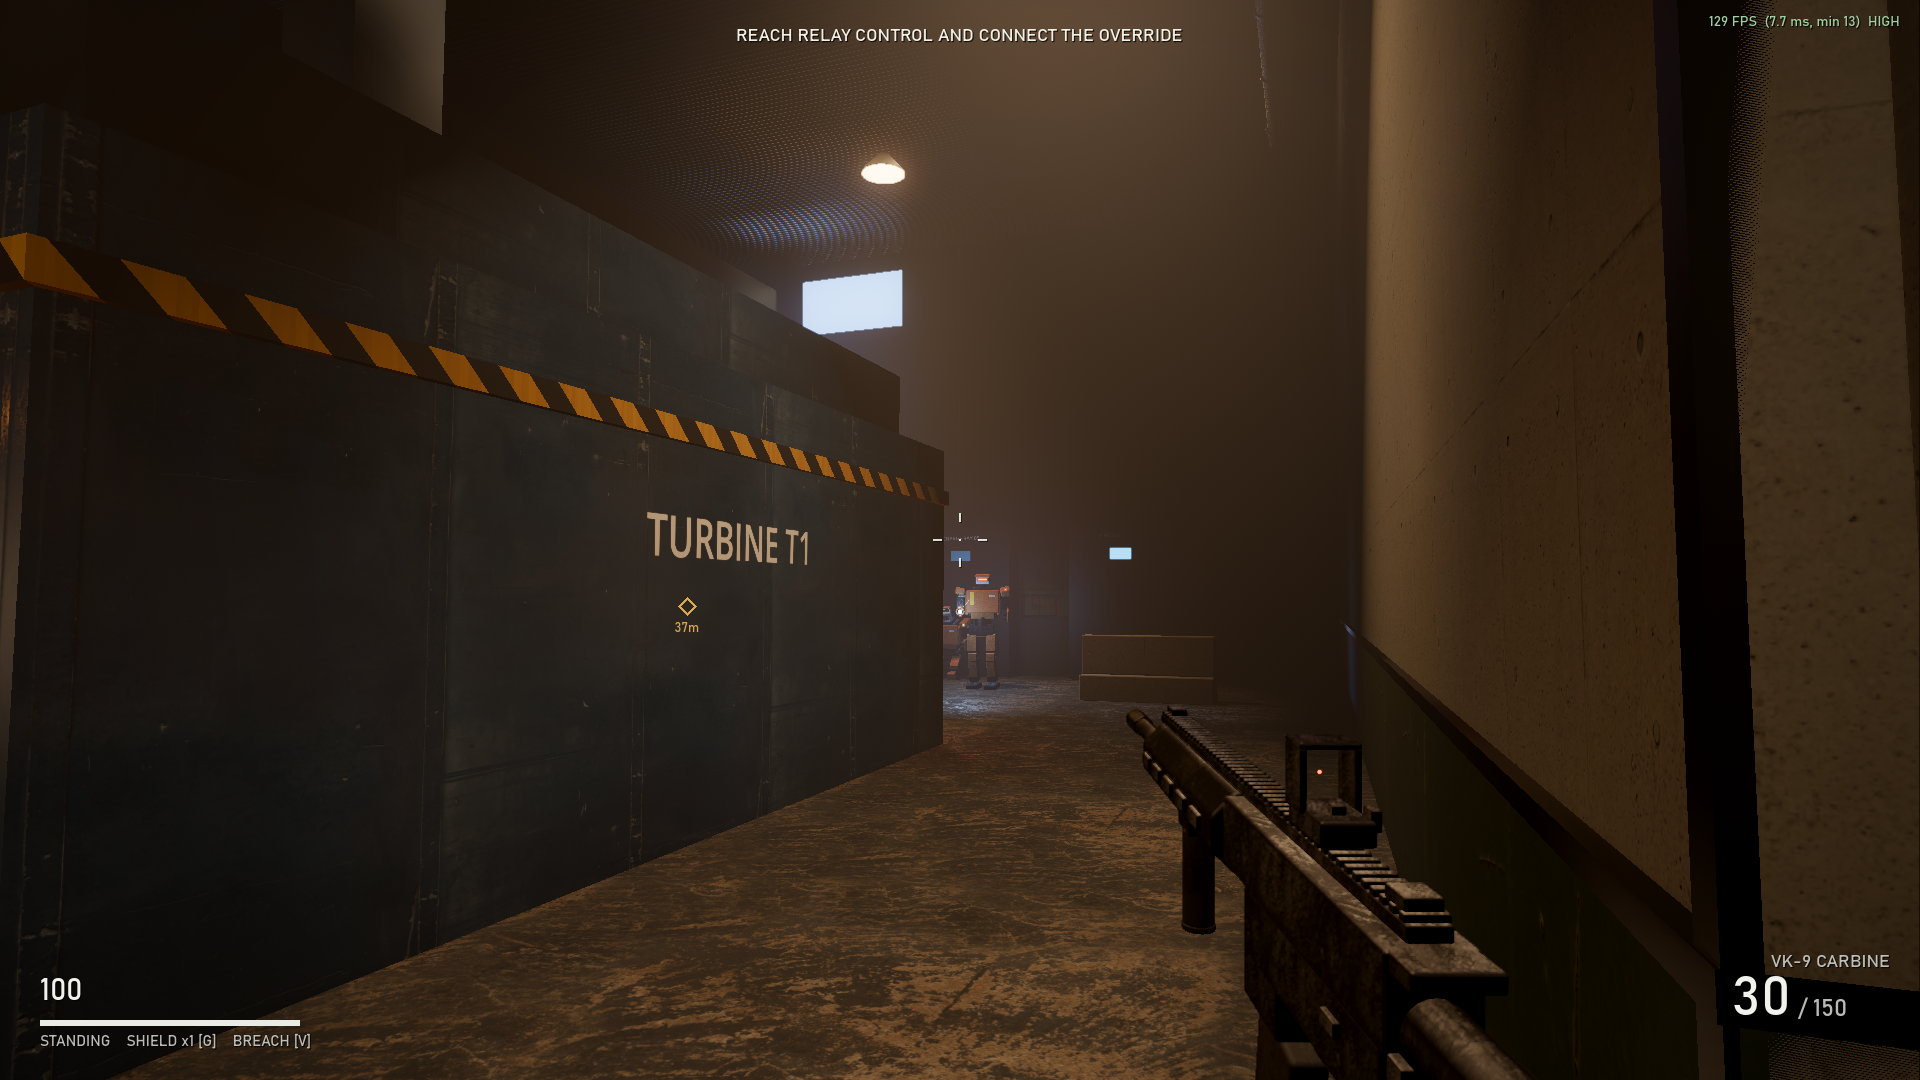 REACH RELAY CONTROL AND CONNECT THE OVERRIDE
129 FPS (7.7 ms, min 13) HIGH
TURBINE T1
37m
100
STANDING SHIELD x1 [G] BREACH [V]
VK-9 CARBINE
30 / 150